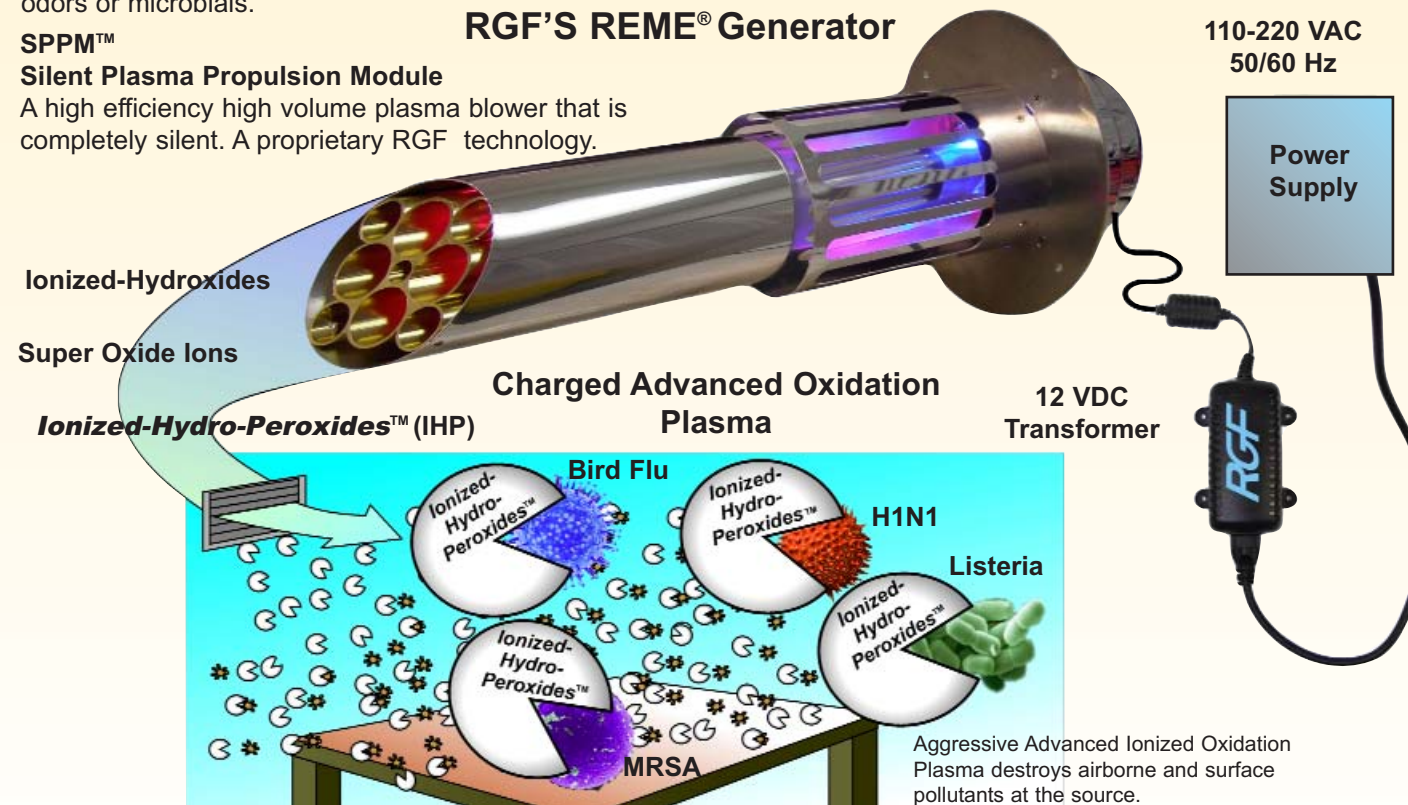 odors or microbials.
RGF'S REME® Generator
SPPM™
Silent Plasma Propulsion Module
A high efficiency high volume plasma blower that is
completely silent. A proprietary RGF technology.
110-220 VAC
50/60 Hz
Power
Supply
Ionized-Hydroxides
Super Oxide Ions
Ionized-Hydro-Peroxides™ (IHP)
Charged Advanced Oxidation
Plasma
12 VDC
Transformer
RGF
Ionized-
Hydro-
Peroxides™
Bird Flu
Ionized-
Hydro-
Peroxides™
H1N1
Ionized-
Hydro-
Peroxides™
Listeria
Ionized-
Hydro-
Peroxides™
MRSA
Aggressive Advanced Ionized Oxidation
Plasma destroys airborne and surface
pollutants at the source.